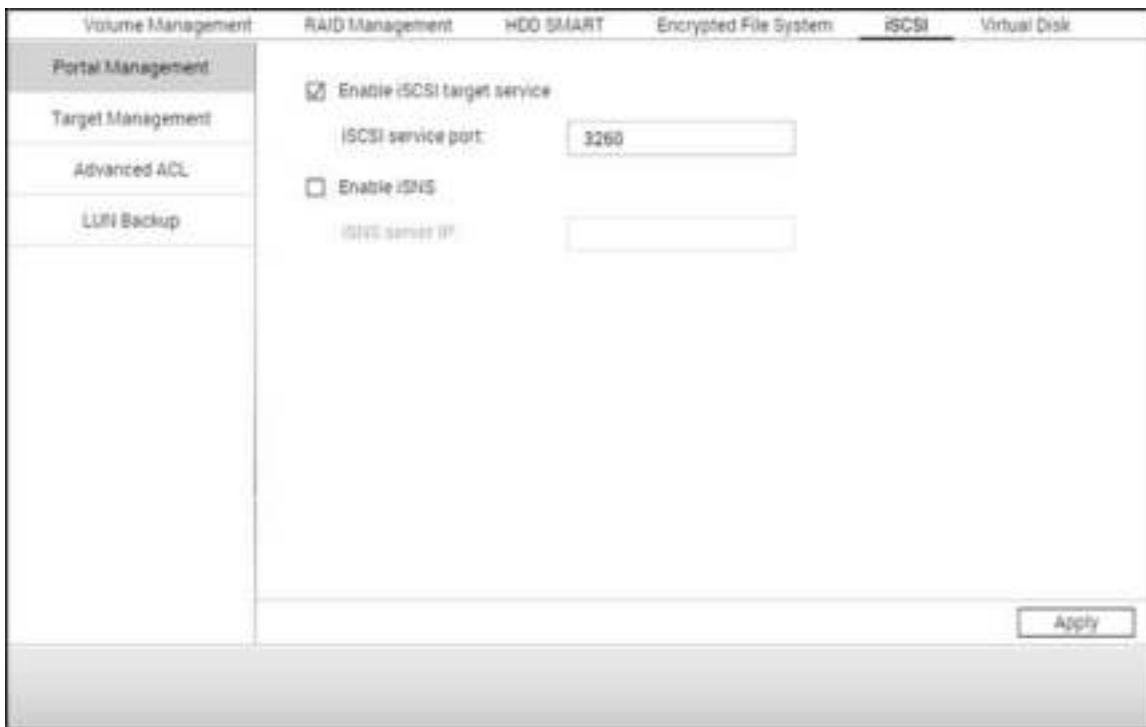 Volume Management RAID Management HDD SMART Encrypted File System iSCSI Virtual Disk
Portal Management
Target Management
Advanced ACL
LUN Backup
Enable iSCSI target service
iSCSI service port: 3260
Enable iSNS
iSNS server IP:
Apply